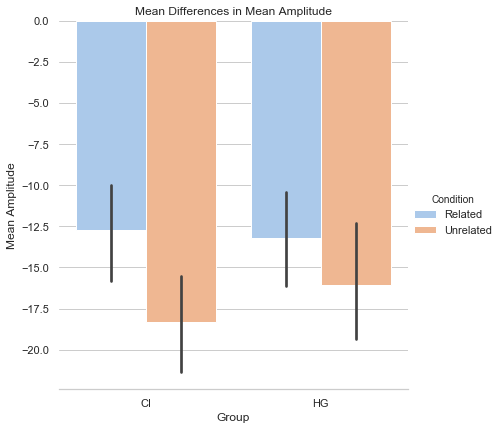 Mean Differences in Mean Amplitude
0.0
−2.5
−5.0
−7.5
−10.0
−12.5
−15.0
−17.5
−20.0
Mean Amplitude
CI
HG
Group
Condition
Related
Unrelated